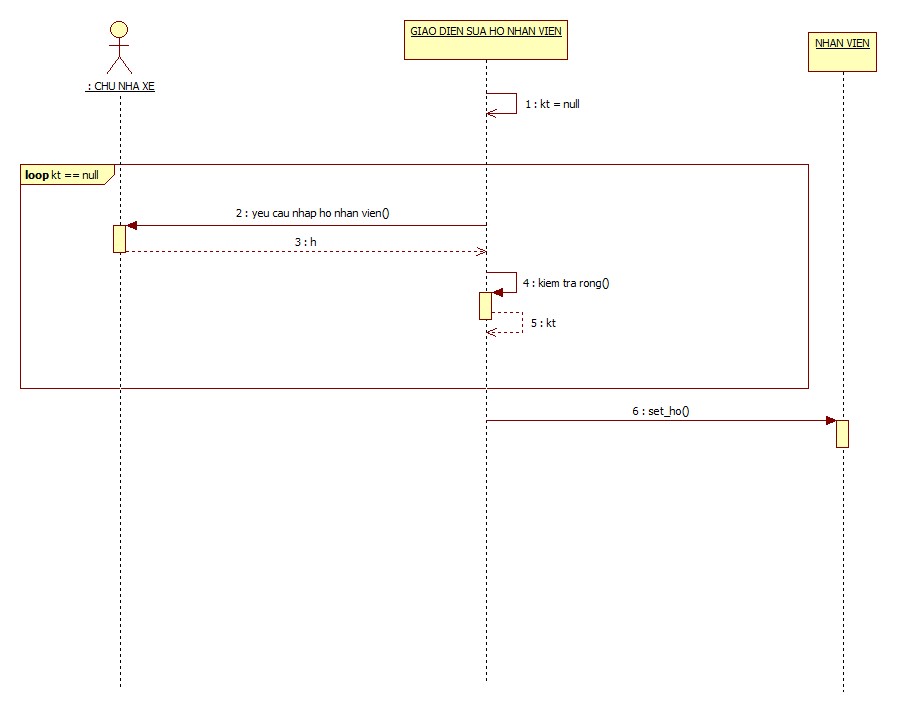 GIAO DIEN SUA HO NHAN VIEN
NHAN VIEN
: CHU NHA XE
1 : kt = null
loop kt == null
2 : yeu cau nhap ho nhan vien()
3 : h
4 : kiem tra rong()
5 : kt
6 : set_ho()